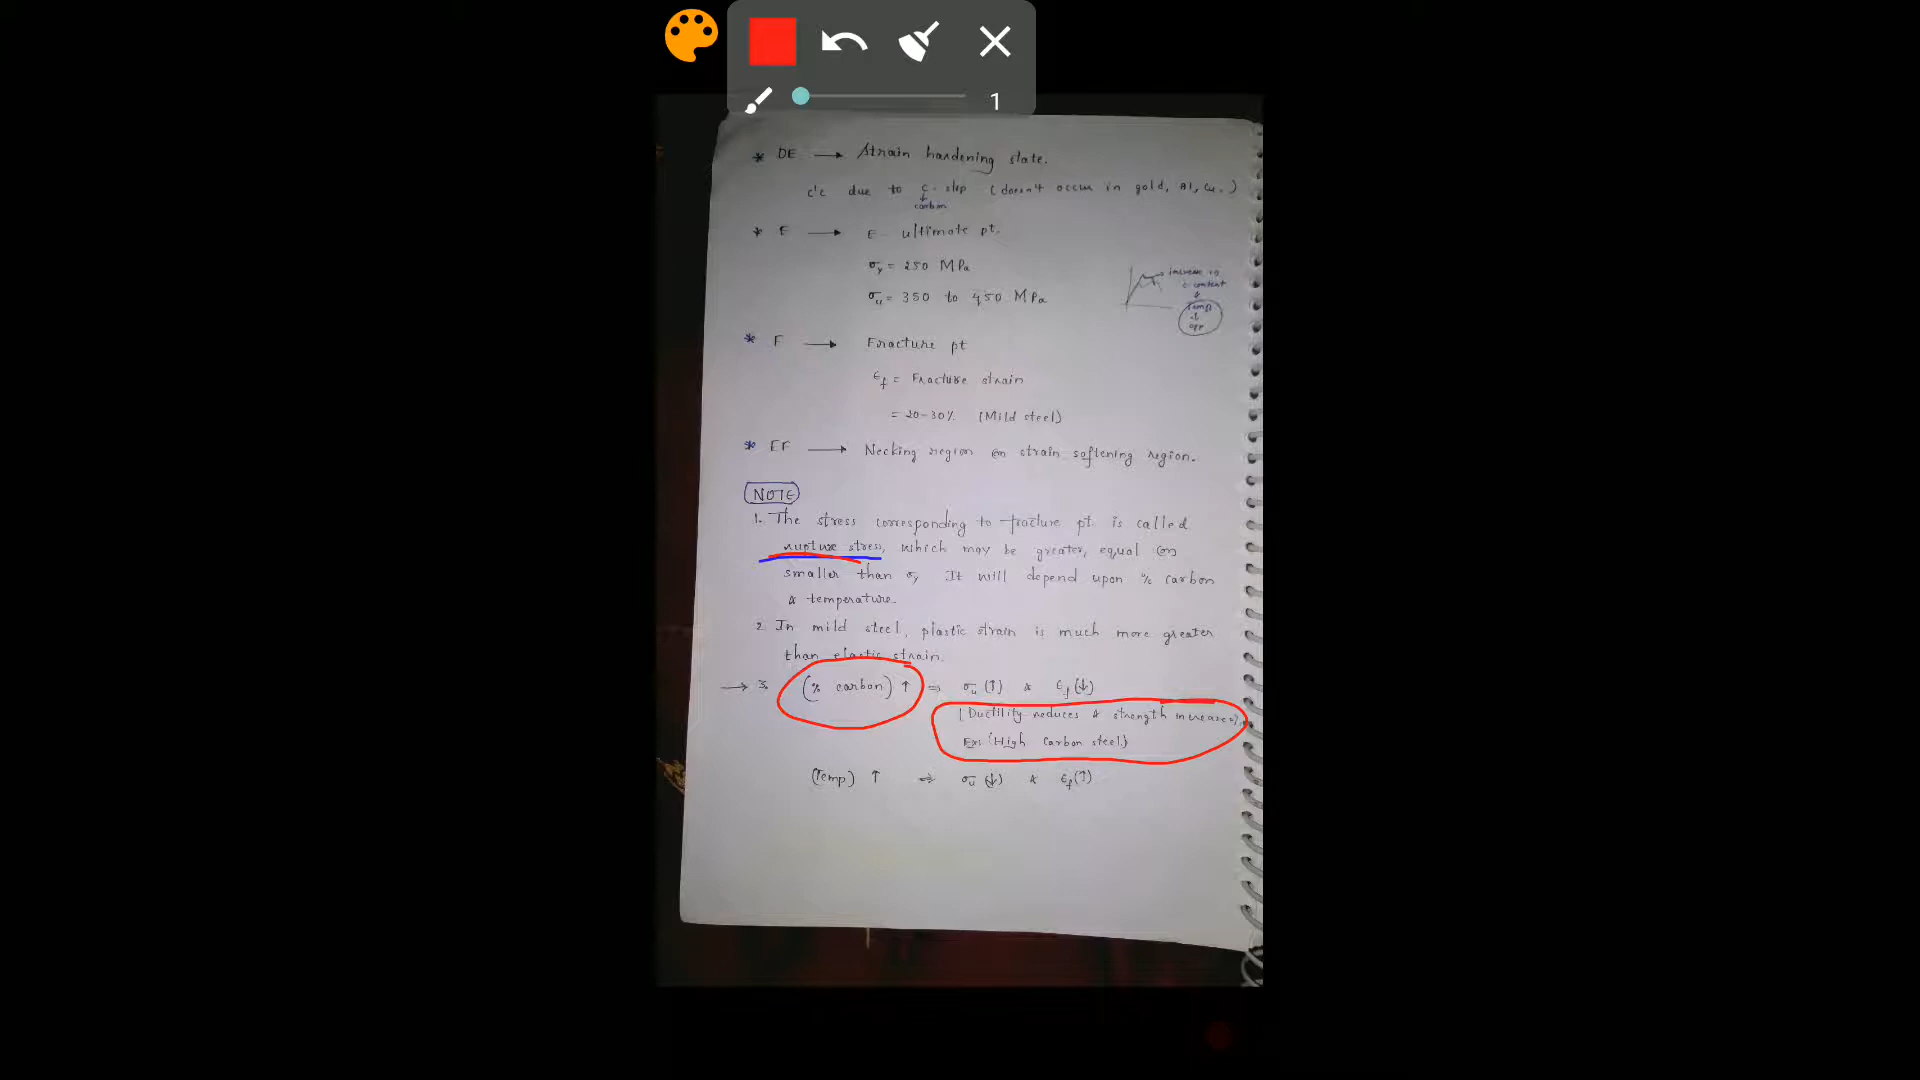 1
* DE → Strain hardening state.
c'c due to c-slip (doesn't occur in gold, Al, Cu.)
carbon
* E → E- ultimate pt.
σy = 250 MPa
σu = 350 to 450 MPa
increase in
c content
Temp
* F → Fracture pt
ϵf = Fracture strain
= 20-30% (Mild steel)
* EF → Necking region or strain softening region.
NOTE
1. The stress corresponding to fracture pt. is called
rupture stress, which may be greater, equal or
smaller than σy. It will depend upon % carbon
& temperature.
2. In mild steel, plastic strain is much more greater
than elastic strain.
→ 3. (% carbon) ↑ ⇒ σu (↑) & ϵf (↓)
(Ductility reduces & strength increases).
Ex: (High Carbon steel)
(Temp) ↑ ⇒ σu (↓) & ϵf (↑)